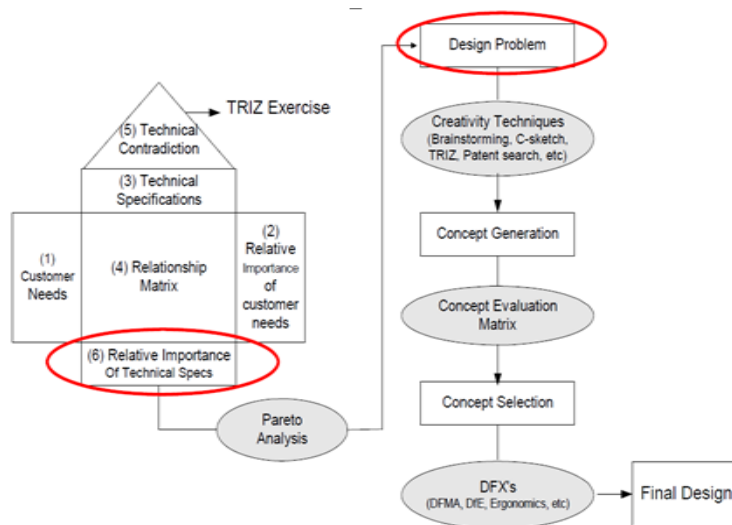 Design Problem
TRIZ Exercise
(5) Technical
Contradiction
Creativity Techniques
(Brainstorming, C-sketch,
TRIZ, Patent search, etc)
(3) Technical
Specifications
(1)
Customer
Needs
(4) Relationship
Matrix
(2)
Relative
Importance
of
customer
needs
Concept Generation
Concept Evaluation
Matrix
(6) Relative Importance
Of Technical Specs
Pareto
Analysis
Concept Selection
DFX's
(DFMA, DfE, Ergonomics, etc)
Final Design